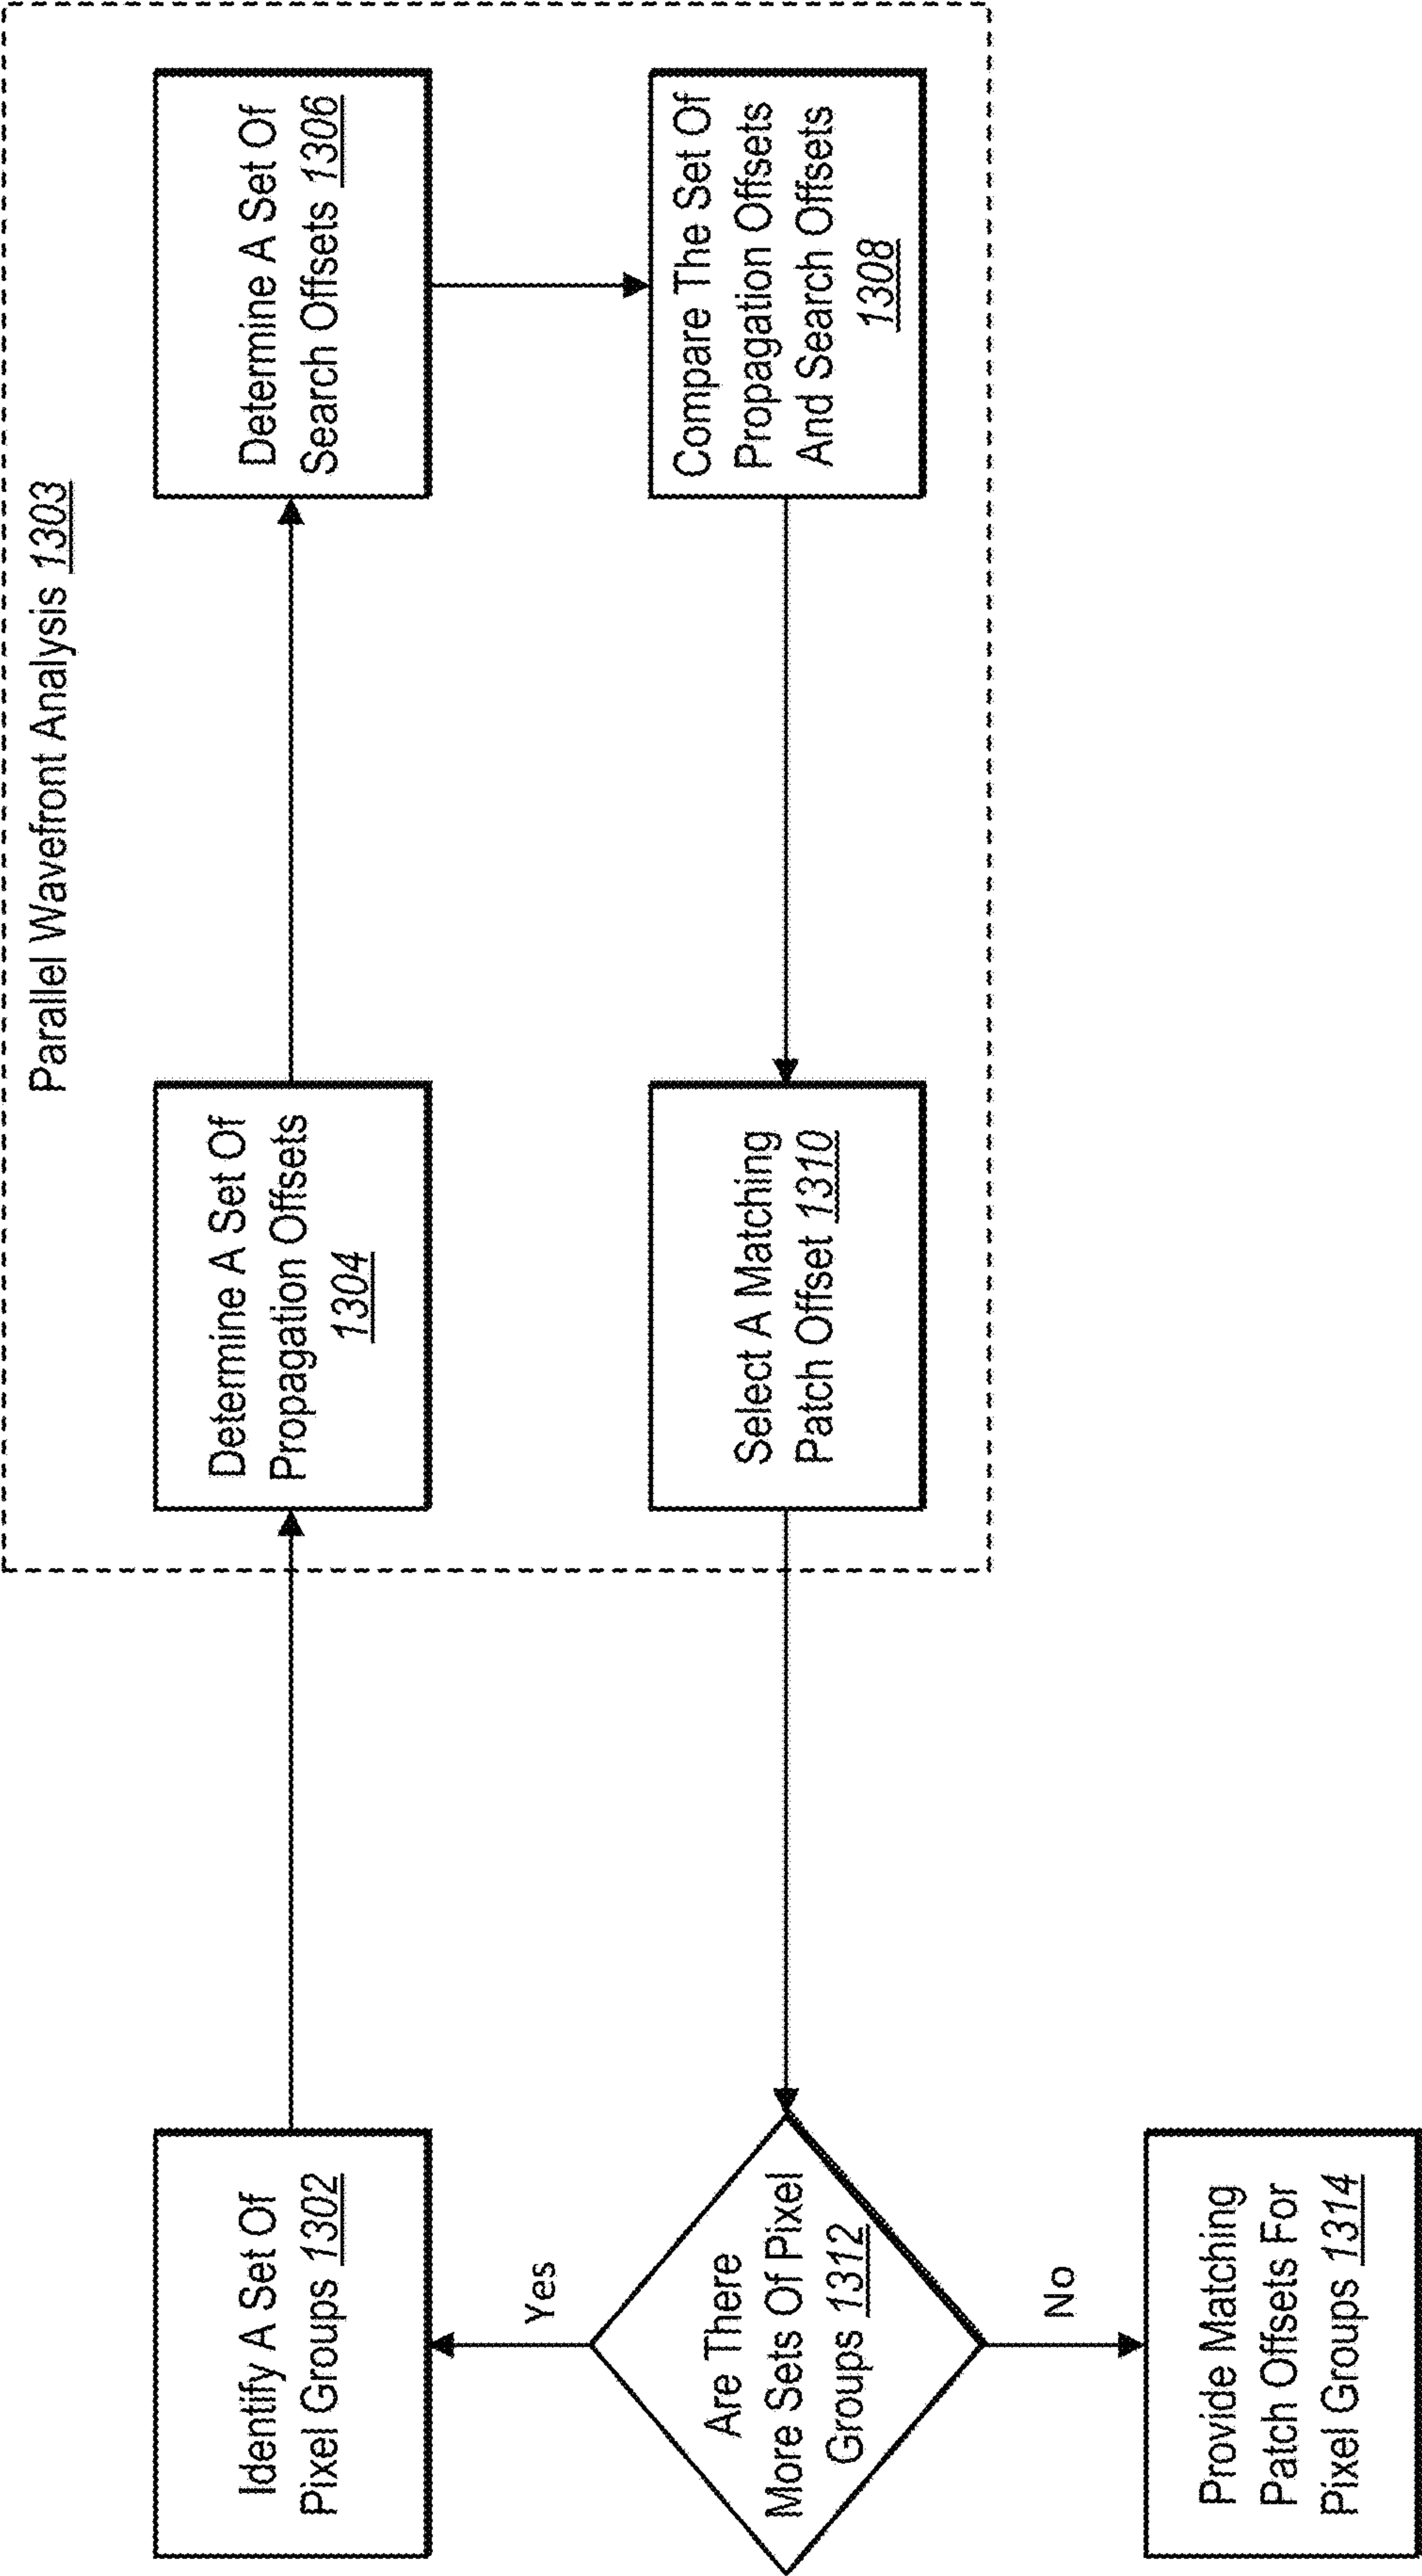 Parallel Wavefront Analysis 1303
Identify A Set Of
Pixel Groups 1302
Determine A Set Of
Propagation Offsets
1304
Determine A Set Of
Search Offsets 1306
Compare The Set Of
Propagation Offsets
And Search Offsets
1308
Select A Matching
Patch Offset 1310
Are There
More Sets Of Pixel
Groups 1312
Yes
No
Provide Matching
Patch Offsets For
Pixel Groups 1314